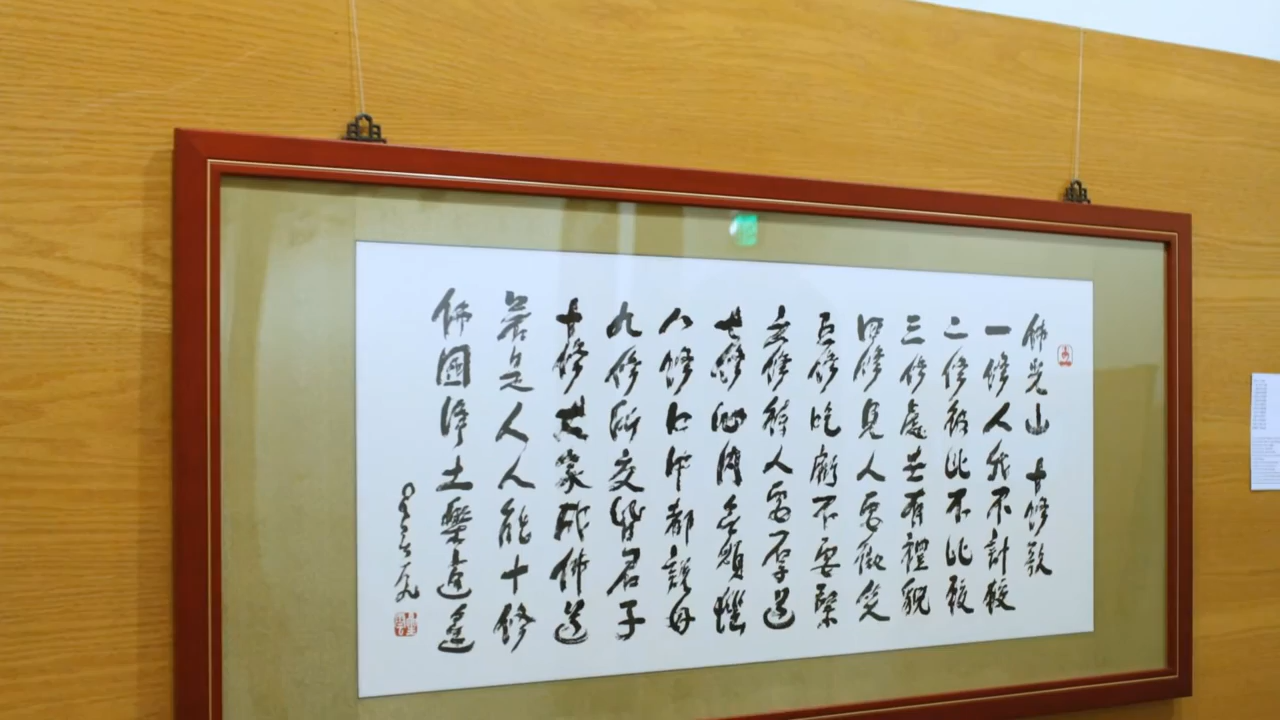 佛光山 十修歌
一修人我不計較
二修彼此不比較
三修處世有禮貌
四修見人要微笑
五修吃虧不要緊
六修待人要厚道
七修心內無煩惱
八修口中都說好
九修所交皆君子
十修大家成佛道
若是人人能十修
佛國淨土樂逍遙
星云